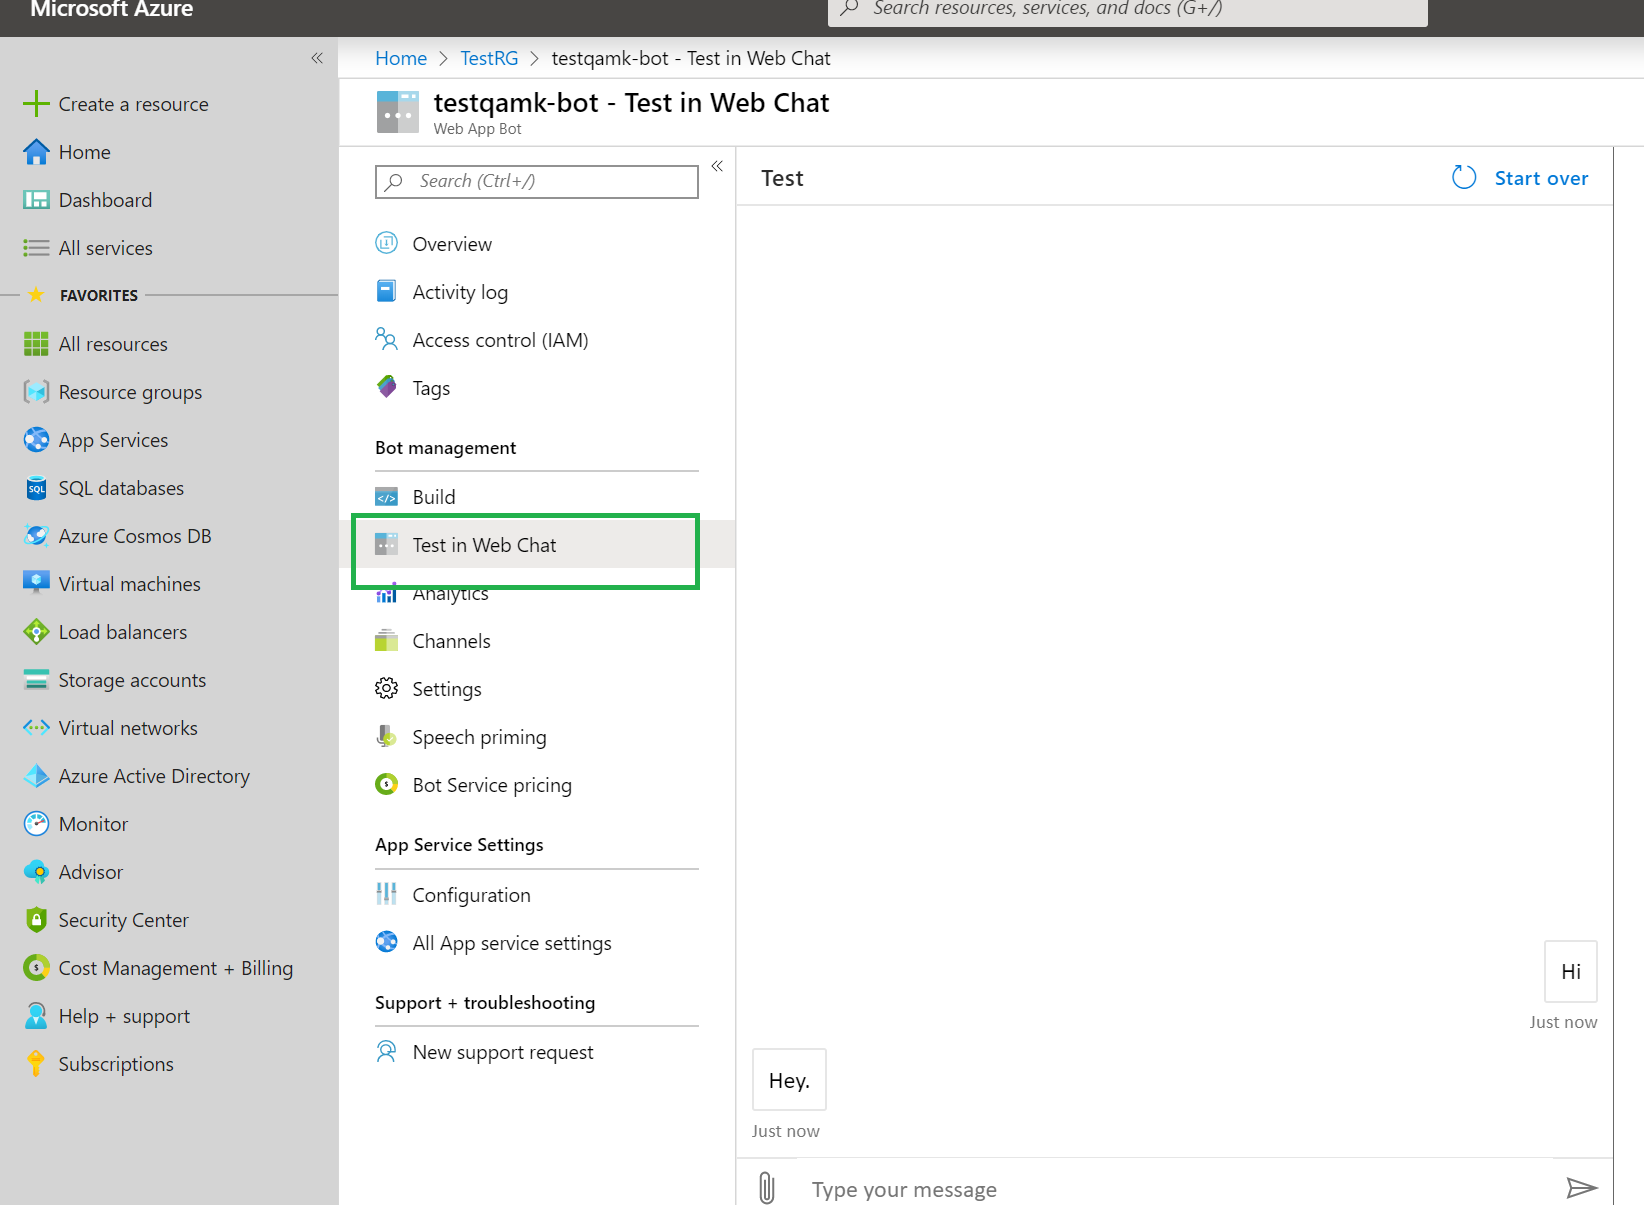 Microsoft Azure
Search resources, services, and docs (G+/)
«
Create a resource
Home
Dashboard
All services
FAVORITES
All resources
Resource groups
App Services
SQL databases
Azure Cosmos DB
Virtual machines
Load balancers
Storage accounts
Virtual networks
Azure Active Directory
Monitor
Advisor
Security Center
Cost Management + Billing
Help + support
Subscriptions
Home > TestRG > testqamk-bot - Test in Web Chat
testqamk-bot - Test in Web Chat
Web App Bot
Search (Ctrl+/)
«
Overview
Activity log
Access control (IAM)
Tags
Bot management
Build
Test in Web Chat
Analytics
Channels
Settings
Speech priming
Bot Service pricing
App Service Settings
Configuration
All App service settings
Support + troubleshooting
New support request
Test
Start over
Hi
Just now
Hey.
Just now
Type your message